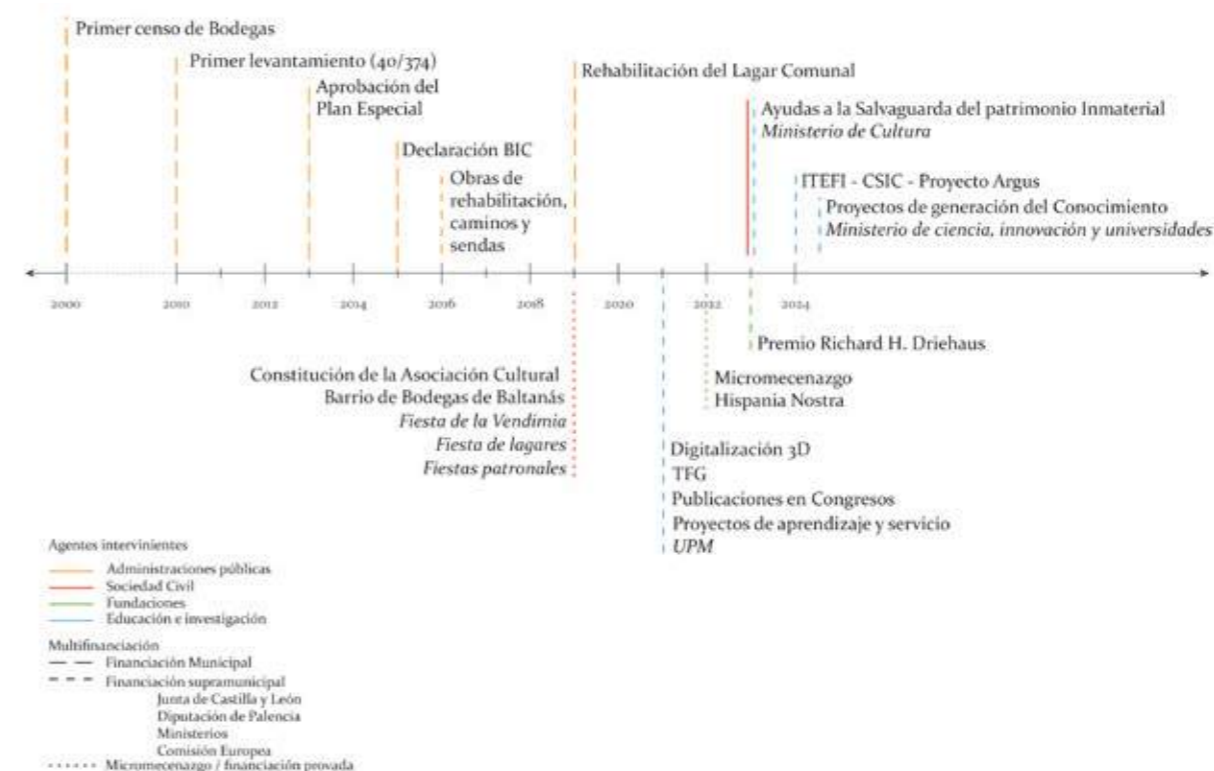 Primer censo de Bodegas
Primer levantamiento (40/374)
Aprobación del
Plan Especial
Declaración BIC
Obras de
rehabilitación,
caminos y
sendas
Rehabilitación del Lagar Comunal
Ayudas a la Salvaguarda del patrimonio Inmaterial
Ministerio de Cultura
ITEFI - CSIC - Proyecto Argus
Proyectos de generación del Conocimiento
Ministerio de ciencia, innovación y universidades
2000 2010 2012 2014 2016 2018 2020 2022 2024
Premio Richard H. Driehaus
Constitución de la Asociación Cultural
Barrio de Bodegas de Baltanás
Fiesta de la Vendimia
Fiesta de lagares
Fiestas patronales
Micromecenazgo
Hispania Nostra
Digitalización 3D
TFG
Publicaciones en Congresos
Proyectos de aprendizaje y servicio
UPM
Agentes intervinientes
Administraciones públicas
Sociedad Civil
Fundaciones
Educación e investigación
Multifinanciación
Financiación Municipal
Financiación supramunicipal
Junta de Castilla y León
Diputación de Palencia
Ministerios
Comisión Europea
Micromecenazgo / financiación provada